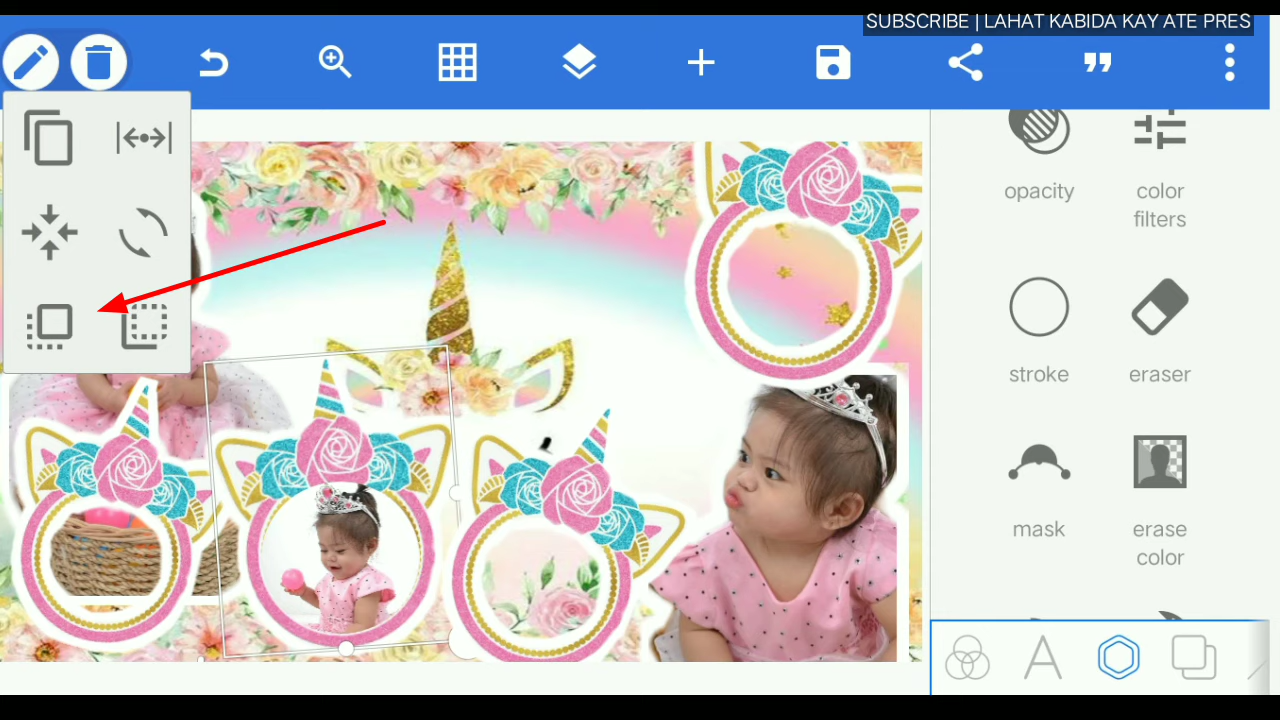 SUBSCRIBE | LAHAT KABIDA KAY ATE PRES
opacity
color
filters
stroke
eraser
mask
erase
color